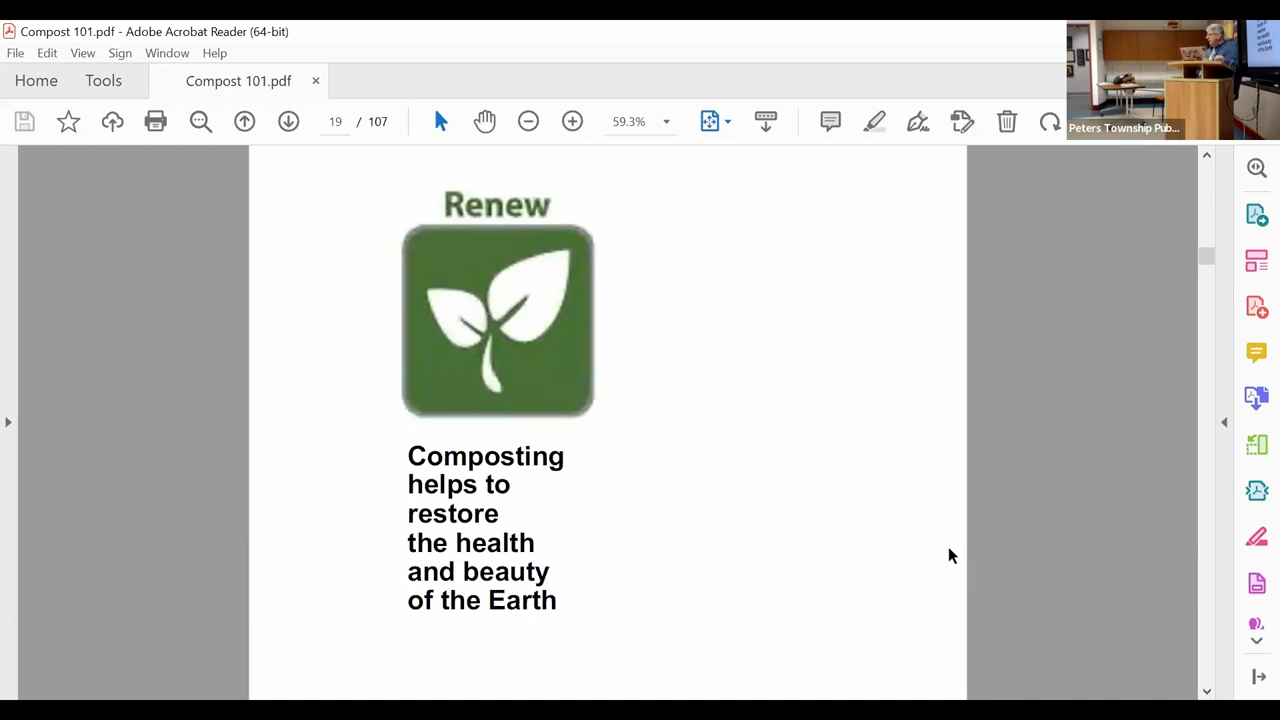 Compost 101.pdf - Adobe Acrobat Reader (64-bit)
File Edit View Sign Window Help
Home Tools Compost 101.pdf ×
19 / 107 59.3%
Peters Township Pub...
Renew
Composting
helps to
restore
the health
and beauty
of the Earth